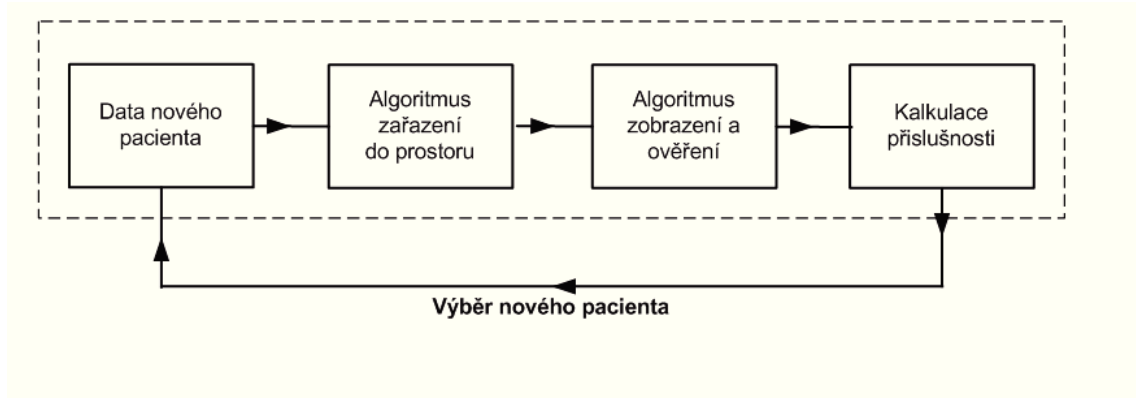 Data nového
pacienta
Algoritmus
zařazení
do prostoru
Algoritmus
zobrazení a
ověření
Kalkulace
příslušnosti
Výběr nového pacienta